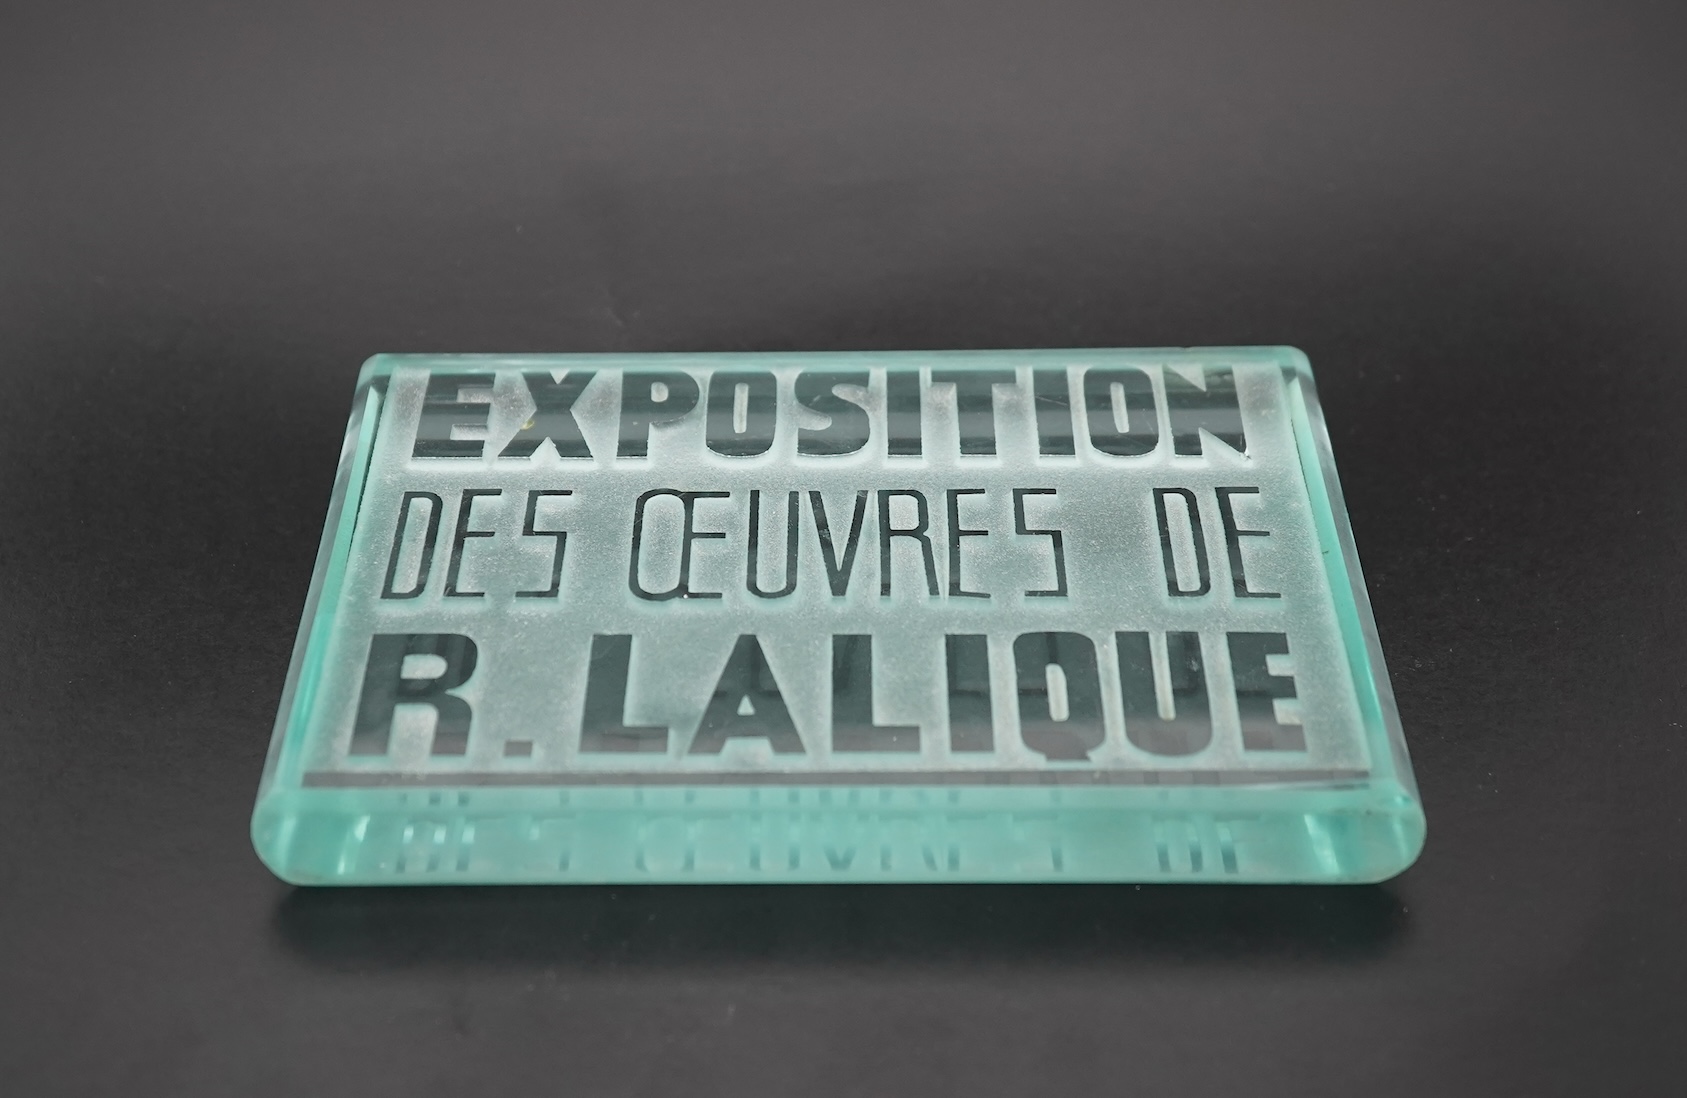 EXPOSITION
DES ŒUVRES DE
R. LALIQUE